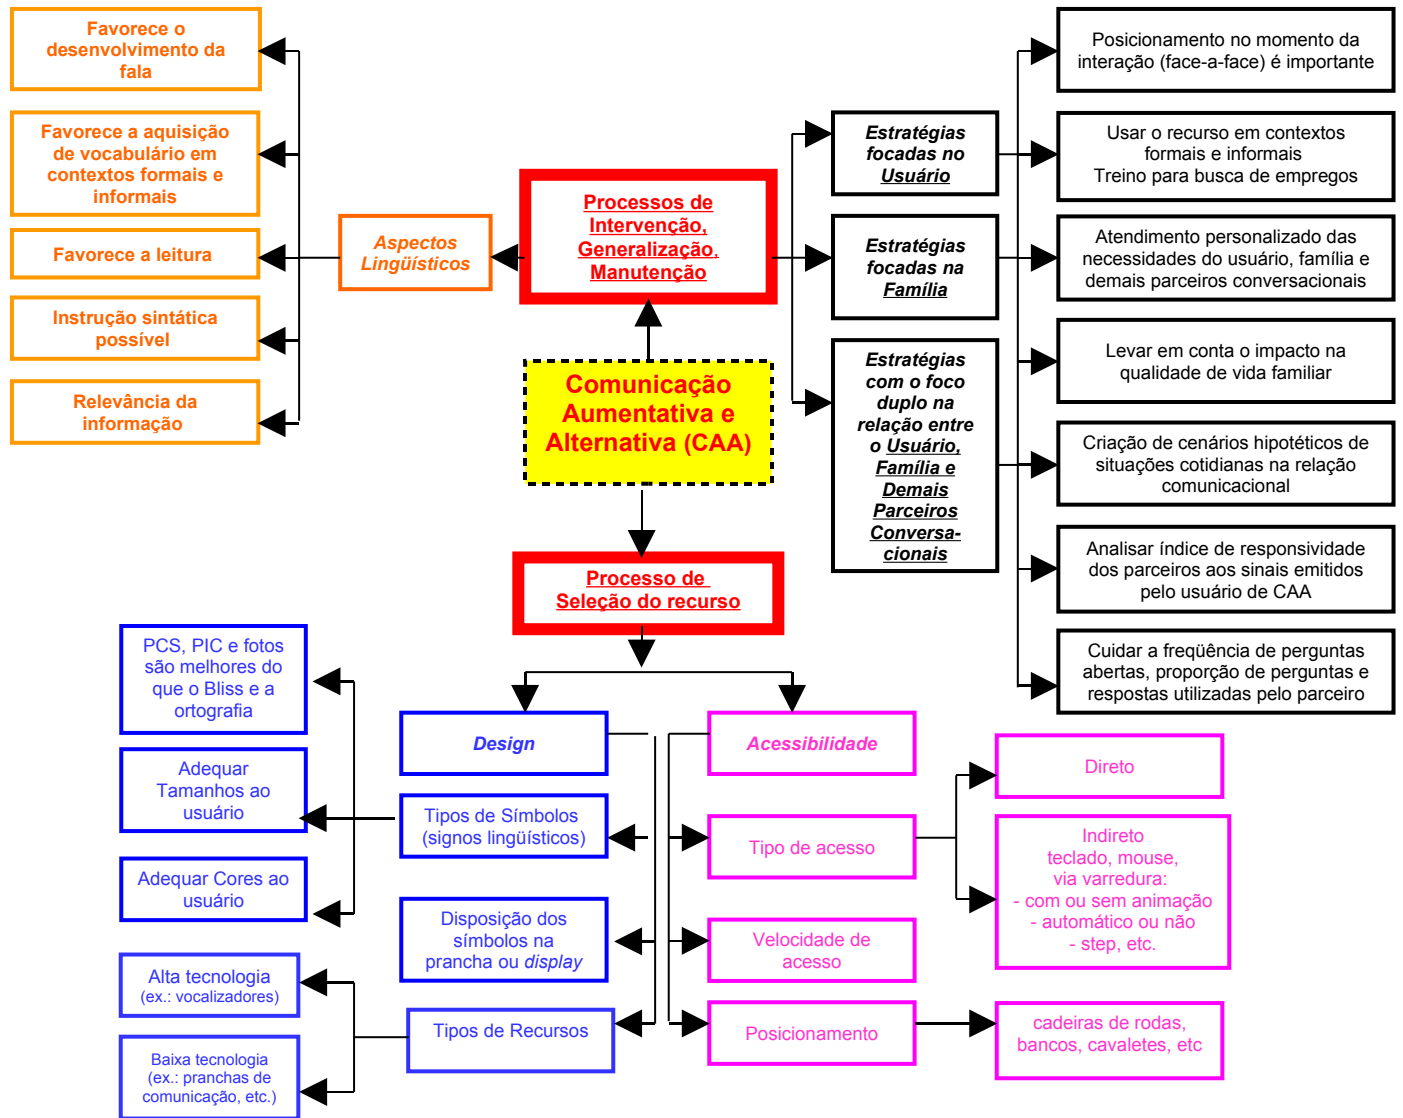 Favorece o
desenvolvimento da
fala
Favorece a aquisição
de vocabulário em
contextos formais e
informais
Favorece a leitura
Instrução sintática
possível
Relevância da
informação
Aspectos
Lingüísticos
Processos de
Intervenção,
Generalização,
Manutenção
Comunicação
Aumentativa e
Alternativa (CAA)
Estratégias
focadas no
Usuário
Estratégias
focadas na
Família
Estratégias
com o foco
duplo na
relação entre
o Usuário,
Família e
Demais
Parceiros
Conversa-
cionais
Posicionamento no momento da
interação (face-a-face) é importante
Usar o recurso em contextos
formais e informais
Treino para busca de empregos
Atendimento personalizado das
necessidades do usuário, família e
demais parceiros conversacionais
Levar em conta o impacto na
qualidade de vida familiar
Criação de cenários hipotéticos de
situações cotidianas na relação
comunicacional
Analisar índice de responsividade
dos parceiros aos sinais emitidos
pelo usuário de CAA
Cuidar a freqüência de perguntas
abertas, proporção de perguntas e
respostas utilizadas pelo parceiro
Processo de
Seleção do recurso
Design
Tipos de Símbolos
(signos lingüísticos)
Disposição dos
símbolos na
prancha ou display
Tipos de Recursos
PCS, PIC e fotos
são melhores do
que o Bliss e a
ortografia
Adequar
Tamanhos ao
usuário
Adequar Cores ao
usuário
Alta tecnologia
(ex.: vocalizadores)
Baixa tecnologia
(ex.: pranchas de
comunicação, etc.)
Acessibilidade
Tipo de acesso
Velocidade de
acesso
Posicionamento
Direto
Indireto
teclado, mouse,
via varredura:
- com ou sem animação
- automático ou não
- step, etc.
cadeiras de rodas,
bancos, cavaletes, etc